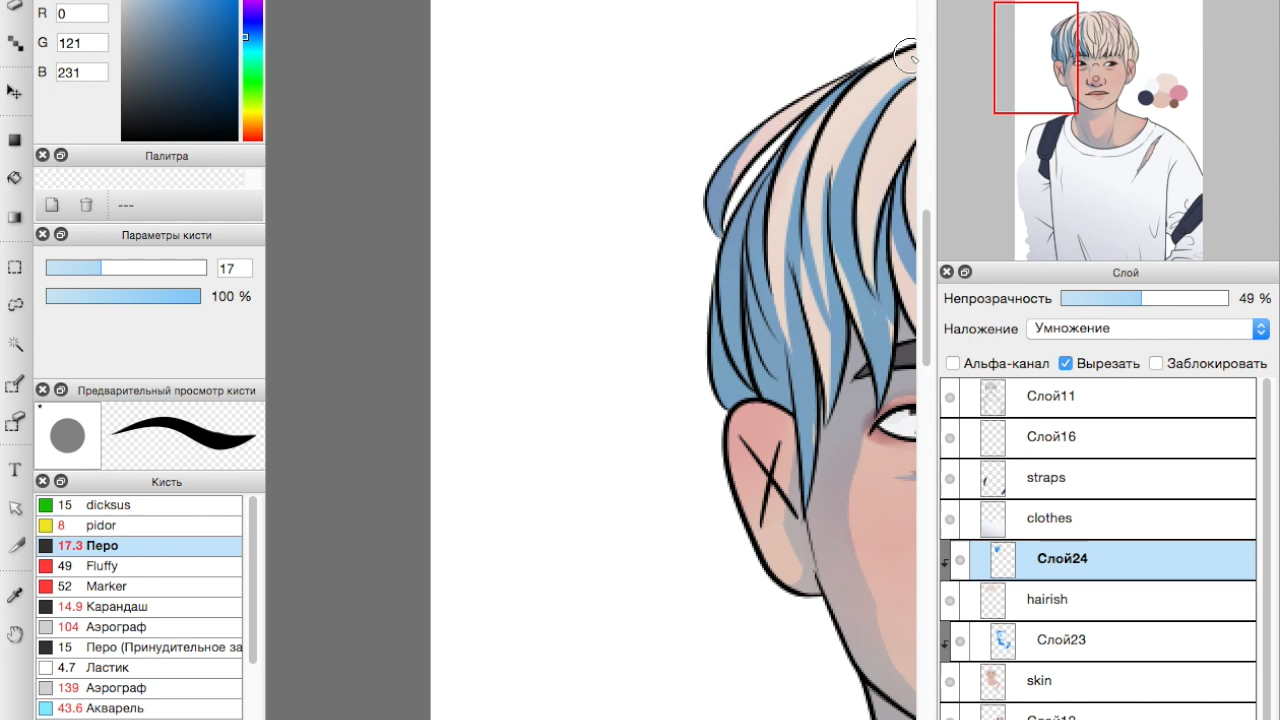 R 0
G 121
B 231
Палитра
---
Параметры кисти
17
100 %
Предварительный просмотр кисти
*
Кисть
15 dicksus
8 pidor
17.3 Перо
49 Fluffy
52 Marker
14.9 Карандаш
104 Аэрограф
15 Перо (Принудительное за
4.7 Ластик
139 Аэрограф
43.6 Акварель
T
Слой
Непрозрачность 49 %
Наложение Умножение
Альфа-канал Вырезать Заблокировать
Слой11
Слой16
straps
clothes
Слой24
hairish
Слой23
skin